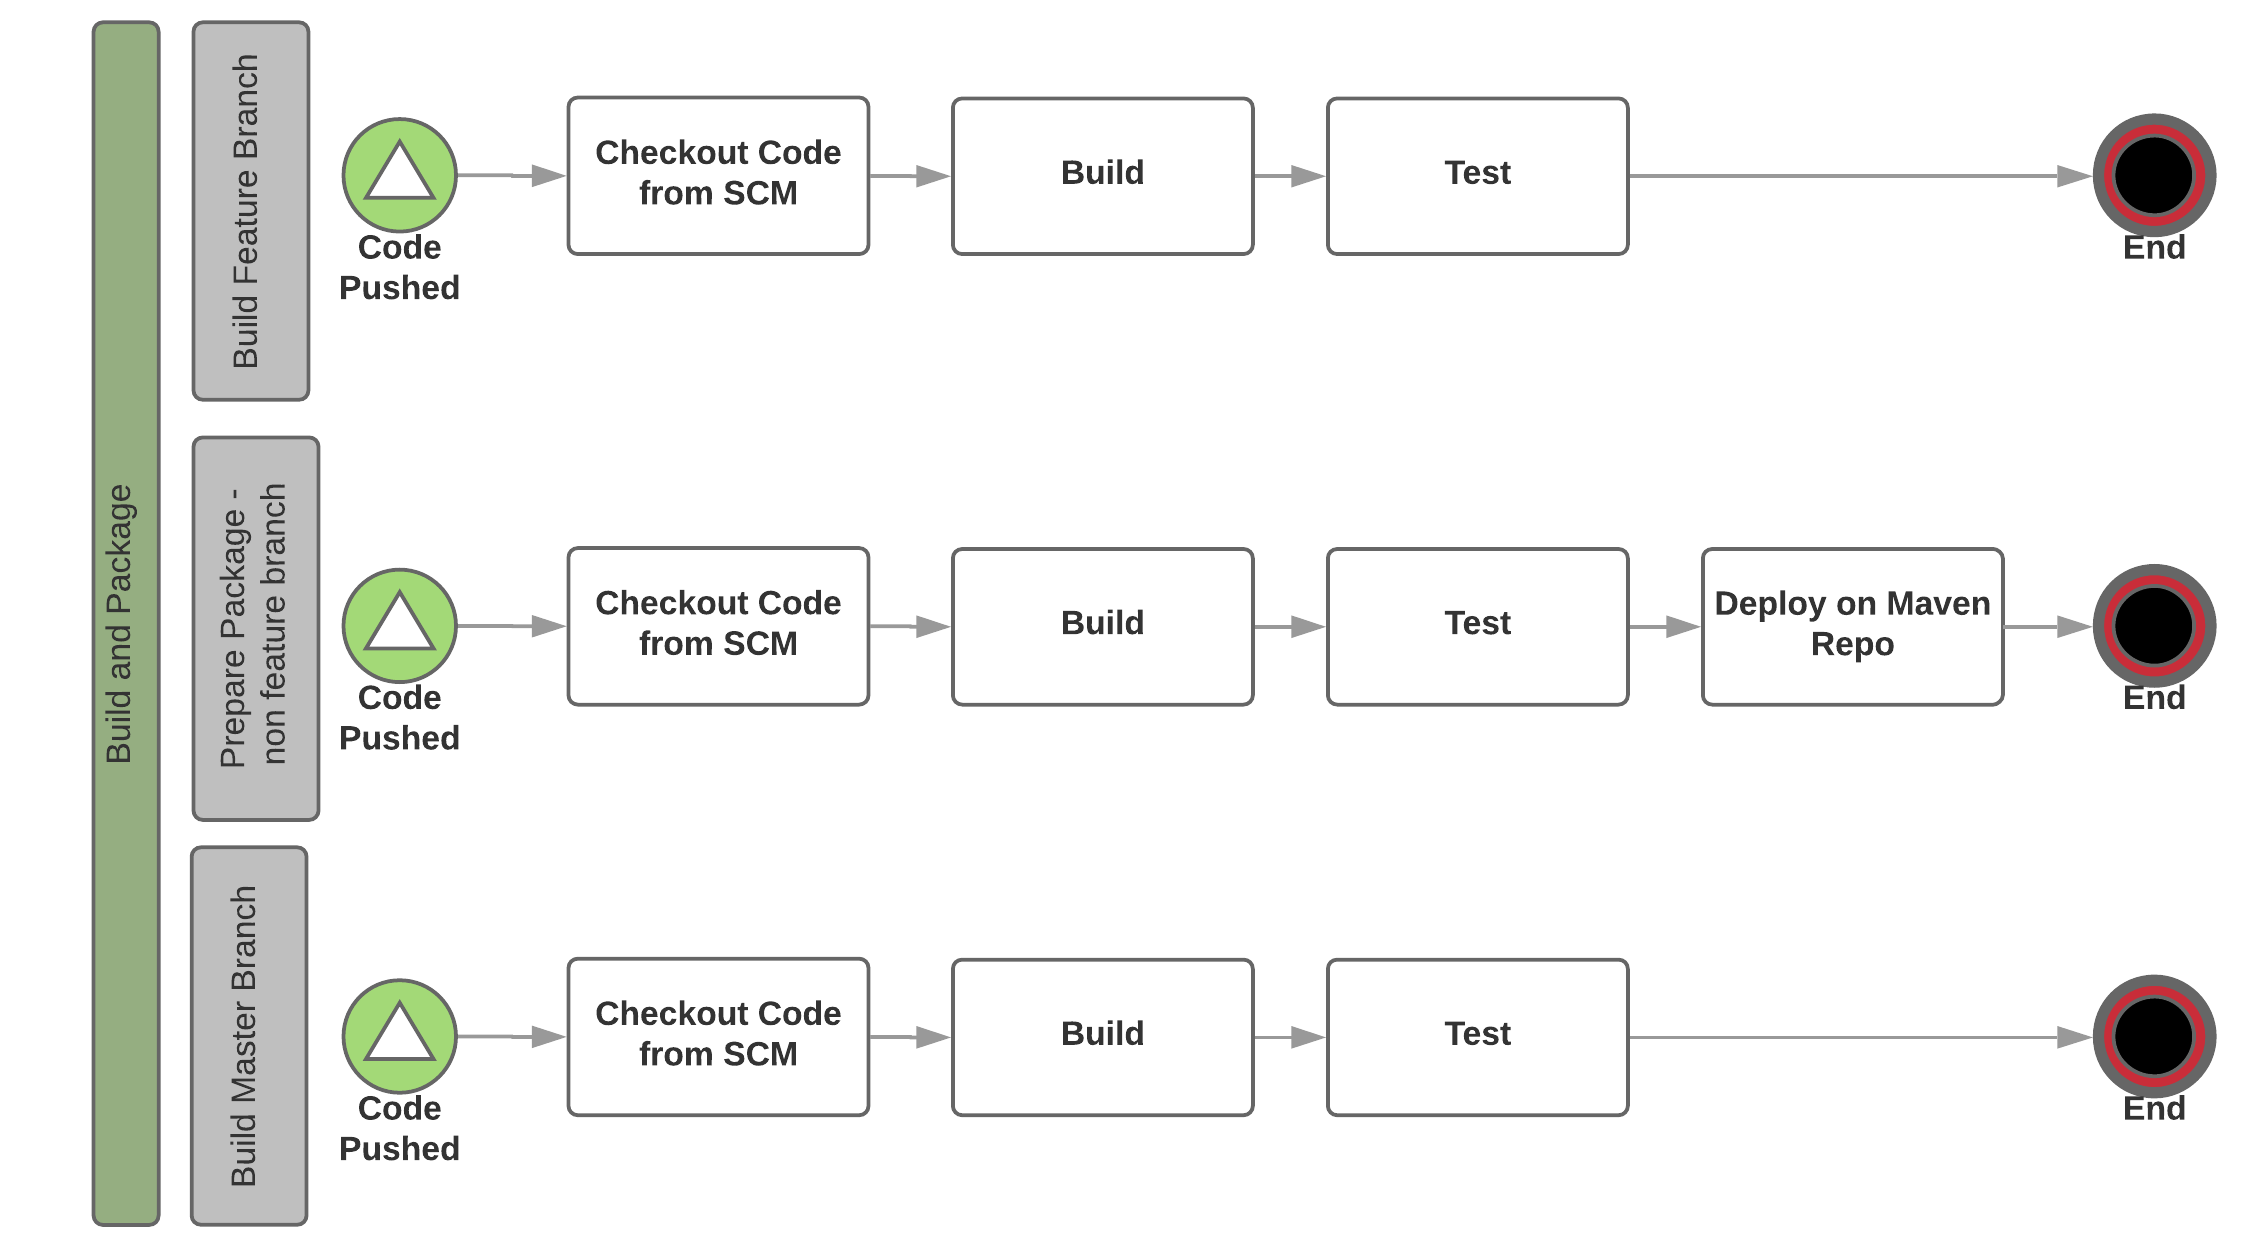 Build and Package
Build Feature Branch
Code
Pushed
Checkout Code
from SCM
Build
Test
End
Prepare Package -
non feature branch
Code
Pushed
Checkout Code
from SCM
Build
Test
Deploy on Maven
Repo
End
Build Master Branch
Code
Pushed
Checkout Code
from SCM
Build
Test
End